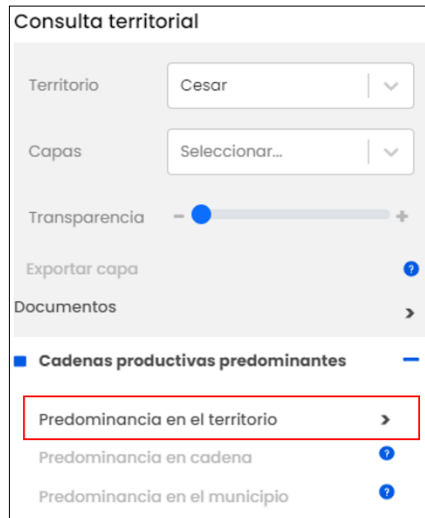 Consulta territorial
Territorio Cesar
Capas Seleccionar...
Transparencia - +
Exportar capa ?
Documentos >
Cadenas productivas predominantes −
Predominancia en el territorio >
Predominancia en cadena ?
Predominancia en el municipio ?